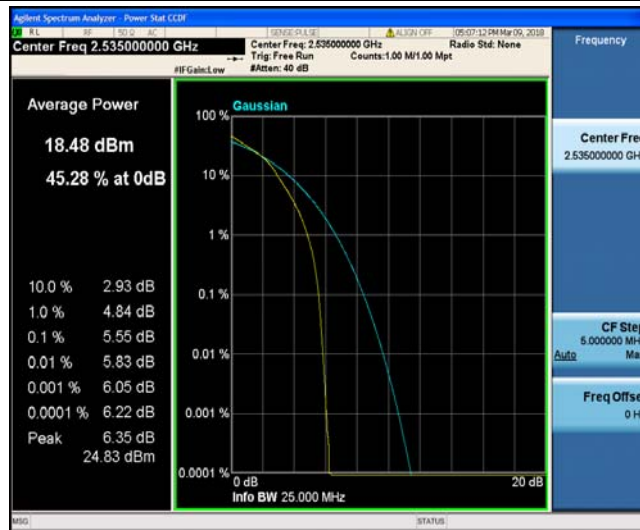 Agilent Spectrum Analyzer - Power Stat CCDF
RL RF 50 Ω AC SENSE:PULSE ALIGN OFF 05:07:12 PM Mar 09, 2018
Center Freq 2.535000000 GHz
Center Freq: 2.535000000 GHz Radio Std: None
Trig: Free Run Counts:1.00 M/1.00 Mpt
#IFGain:Low #Atten: 40 dB
Frequency
Average Power
18.48 dBm
45.28 % at 0dB
10.0 % 2.93 dB
1.0 % 4.84 dB
0.1 % 5.55 dB
0.01 % 5.83 dB
0.001 % 6.05 dB
0.0001 % 6.22 dB
Peak 6.35 dB
24.83 dBm
Gaussian
100 %
10 %
1 %
0.1 %
0.01 %
0.001 %
0.0001 %
0 dB 20 dB
Info BW 25.000 MHz
Center Fre
2.535000000 GH
CF Step
5.000000 MH
Auto Ma
Freq Offse
0 H
MSG STATUS